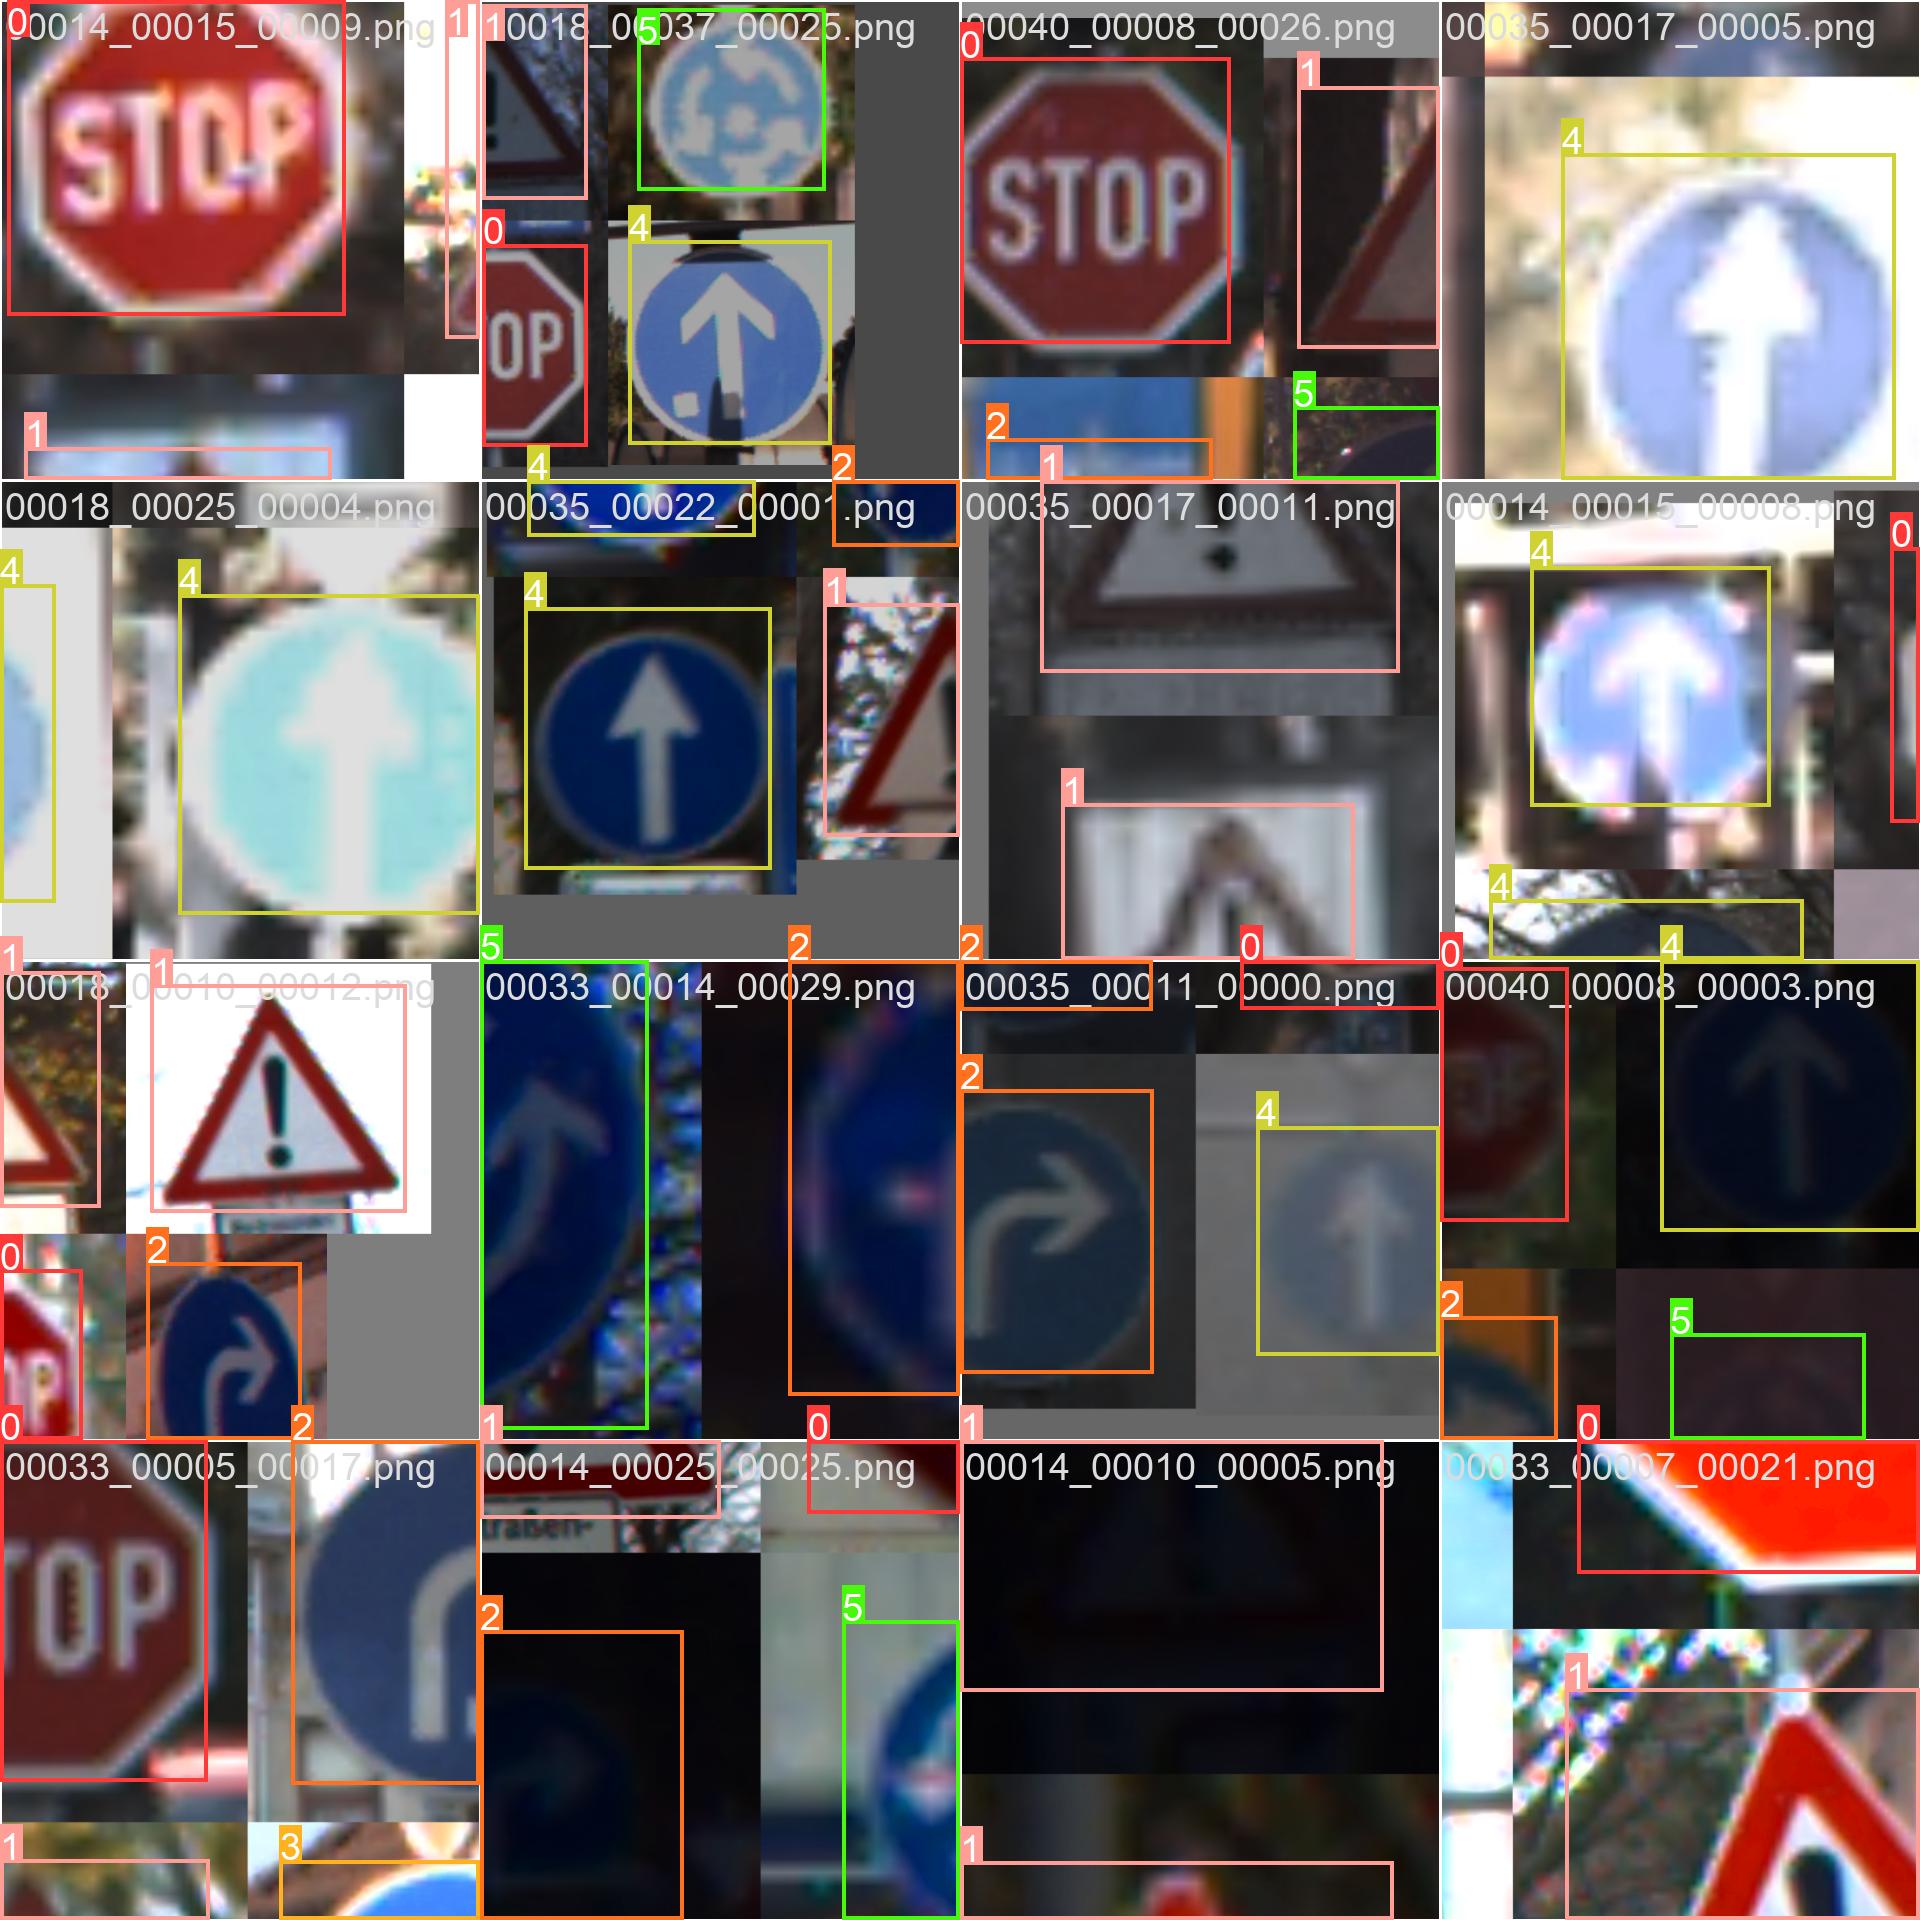 0
00014_00015_00009.png
1
STOP
1
1
00018_00037_00025.png
5
0
4
OP
4
2
0
00040_00008_00026.png
1
STOP
2
1
5
00035_00017_00005.png
4
00018_00025_00004.png
4
4
00035_00022_00001.png
4
1
00035_00017_00011.png
1
00014_00015_00008.png
4
0
4
4
1
00018_00010_00012.png
1
0
2
OP
0
2
5
00033_00014_00029.png
2
1
0
2
00035_00011_00000.png
0
2
4
1
0
00040_00008_00003.png
TOP
2
5
0
00033_00005_00017.png
TOP
1
3
00014_00025_00025.png
traßen-
2
5
00014_00010_00005.png
1
00033_00007_00021.png
1